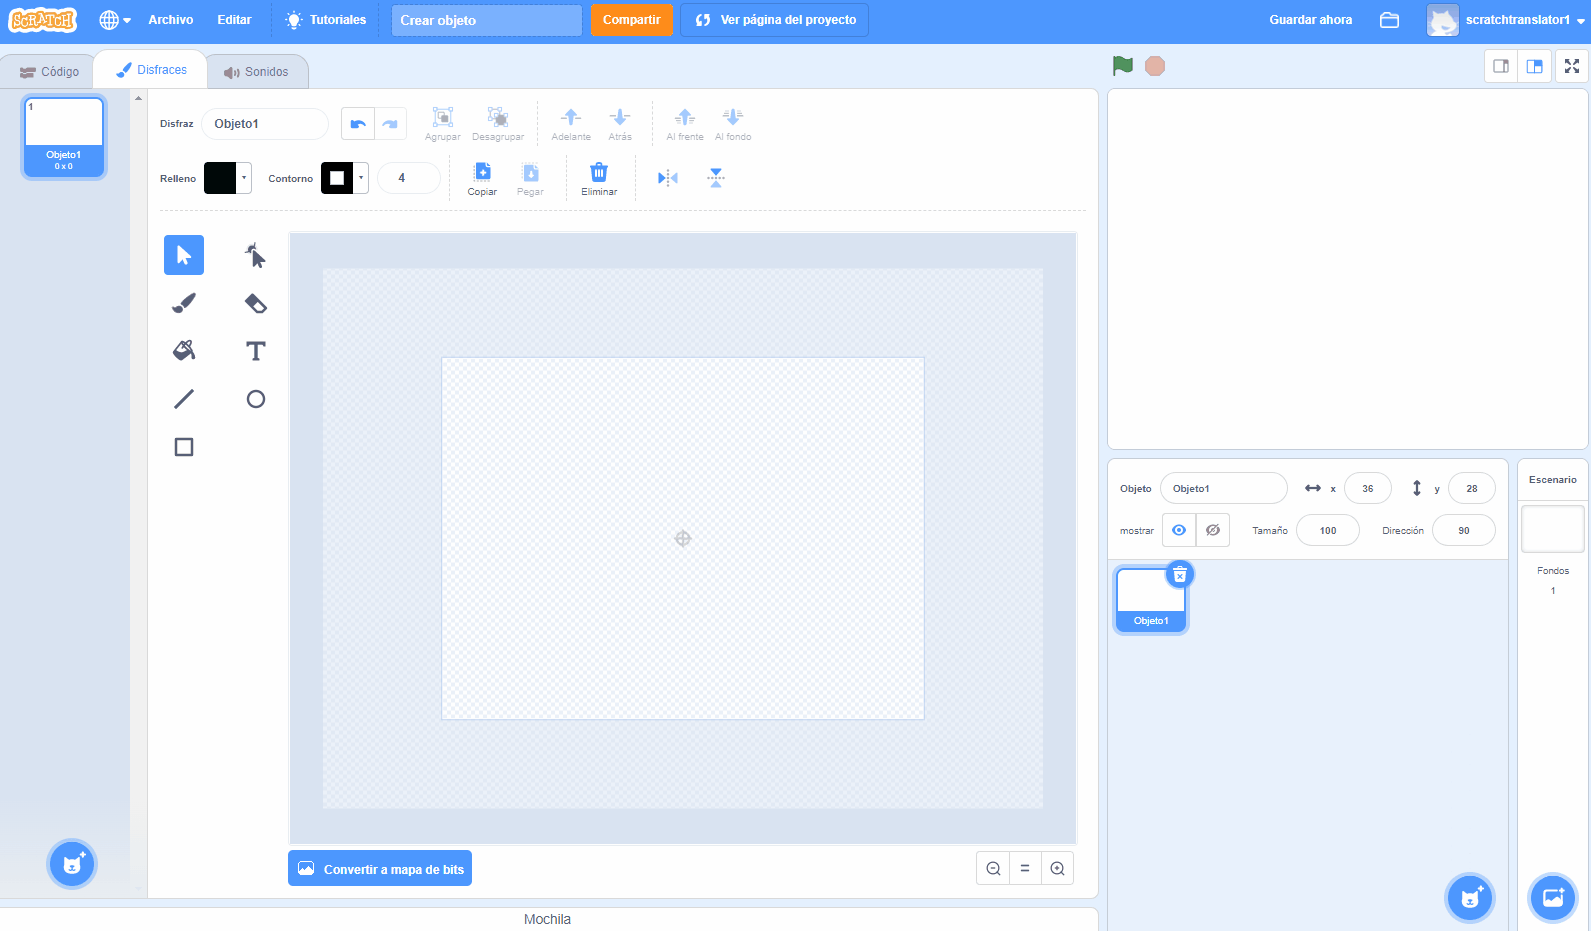 SCRATCH Archivo Editar Tutoriales Crear objeto Compartir Ver página del proyecto Guardar ahora scratchtranslator1
Código Disfraces Sonidos
1
Objeto1
0 x 0
Disfraz Objeto1 Agrupar Desagrupar Adelante Atrás Al frente Al fondo
Relleno Contorno 4 Copiar Pegar Eliminar
Convertir a mapa de bits
Mochila
Objeto Objeto1 x 36 y 28
mostrar Tamaño 100 Dirección 90
Objeto1
Escenario
Fondos
1